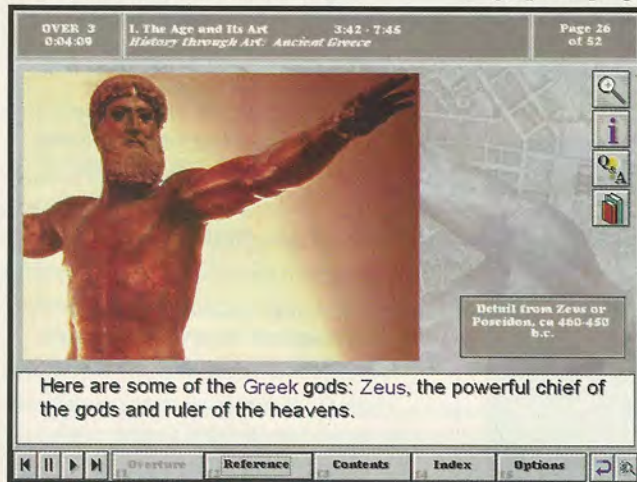 OVER 3
0:04:09
I. The Age and Its Art 3:42 - 7:45
History through Art: Ancient Greece
Page 26
of 52
i
Q&A
Detail from Zeus or
Poseidon, ca 460-450
b.c.
Here are some of the Greek gods: Zeus, the powerful chief of
the gods and ruler of the heavens.
Overture Reference Contents Index Options